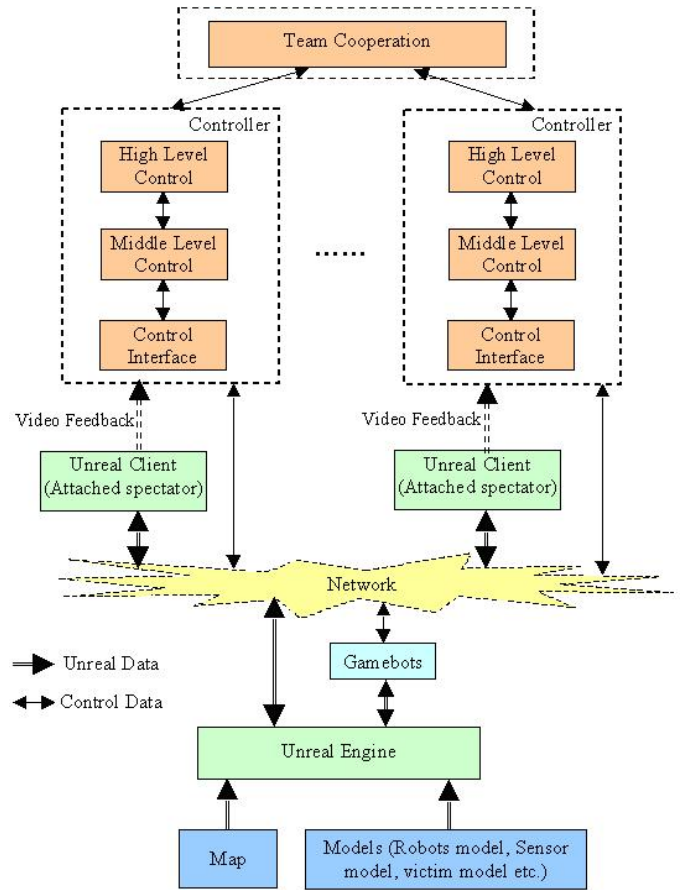 Team Cooperation
Controller
High Level
Control
Middle Level
Control
Control
Interface
......
Controller
High Level
Control
Middle Level
Control
Control
Interface
Video Feedback
Unreal Client
(Attached spectator)
Video Feedback
Unreal Client
(Attached spectator)
Network
Gamebots
Unreal Data
Control Data
Unreal Engine
Map
Models (Robots model, Sensor
model, victim model etc.)